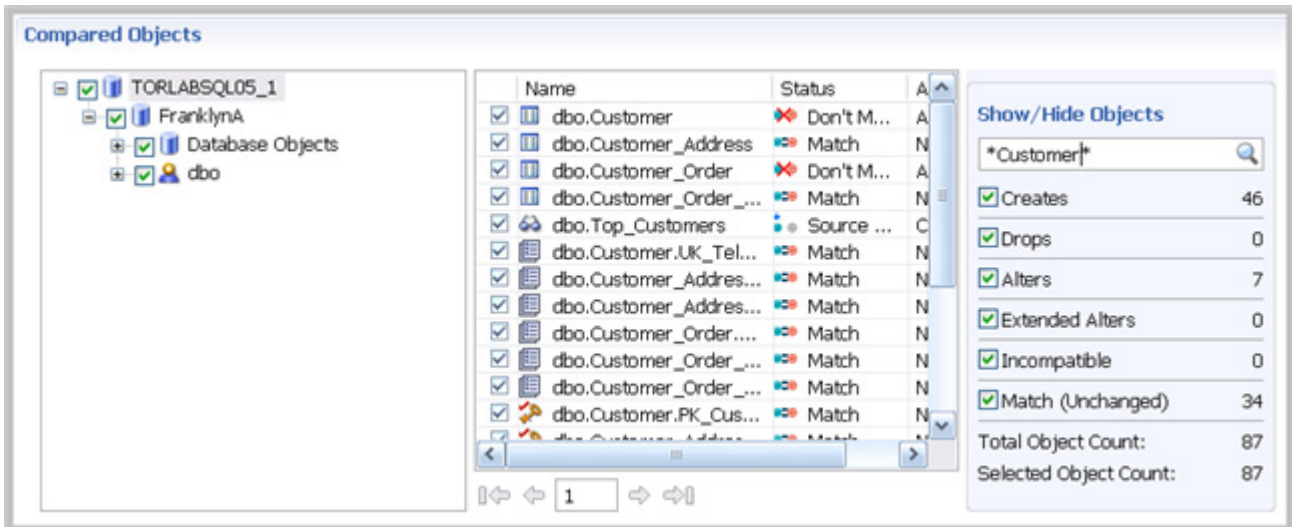 Compared Objects
TORLABSQL05_1
FranklynA
Database Objects
dbo
Name Status A
dbo.Customer Don't M... A
dbo.Customer_Address Match N
dbo.Customer_Order Don't M... A
dbo.Customer_Order_... Match N
dbo.Top_Customers Source ... C
dbo.Customer.UK_Tel... Match N
dbo.Customer_Addres... Match N
dbo.Customer_Addres... Match N
dbo.Customer_Order.... Match N
dbo.Customer_Order_... Match N
dbo.Customer_Order_... Match N
dbo.Customer.PK_Cus... Match N
1
Show/Hide Objects
*Customer*
Creates 46
Drops 0
Alters 7
Extended Alters 0
Incompatible 0
Match (Unchanged) 34
Total Object Count: 87
Selected Object Count: 87